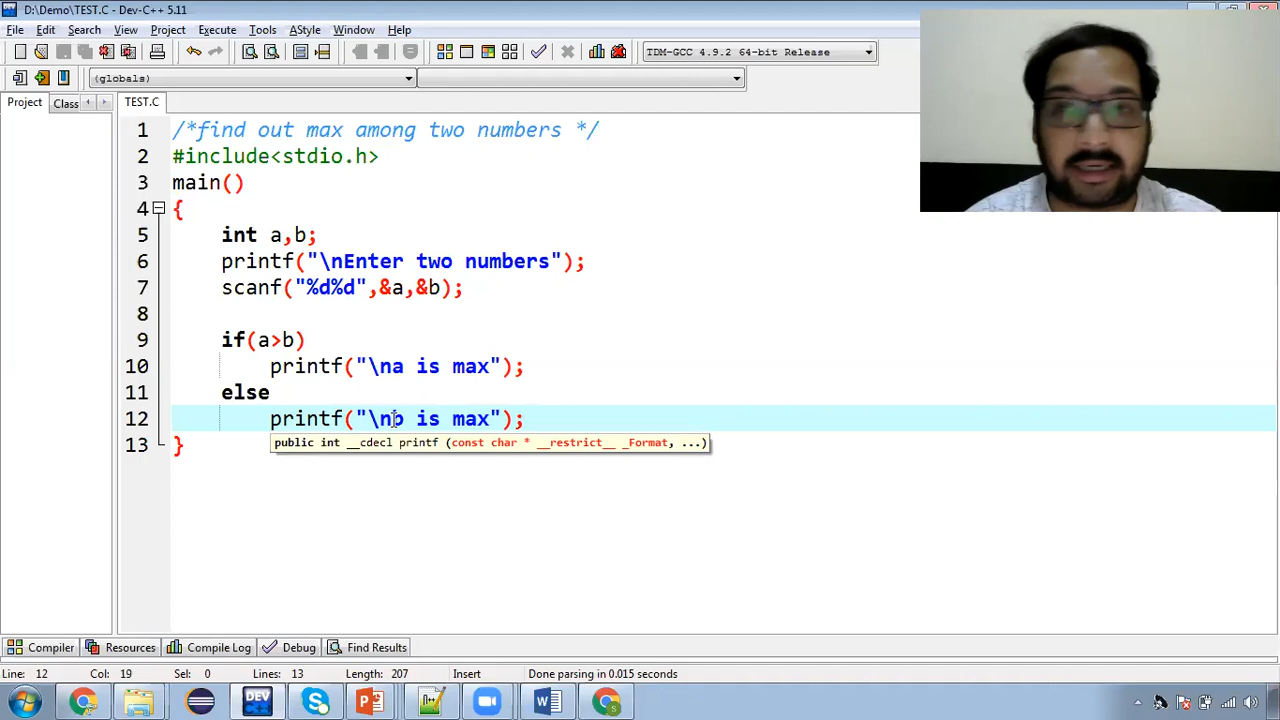 D:\Demo\TEST.C - Dev-C++ 5.11
File Edit Search View Project Execute Tools AStyle Window Help
TDM-GCC 4.9.2 64-bit Release
(globals)
Project Class TEST.C
1 /*find out max among two numbers */
2 #include<stdio.h>
3 main()
4 {
5 int a,b;
6 printf("\nEnter two numbers");
7 scanf("%d%d",&a,&b);
8
9 if(a>b)
10 printf("\na is max");
11 else
12 printf("\nb is max");
public int __cdecl printf (const char * __restrict__ _Format, ...)
13 }
Compiler Resources Compile Log Debug Find Results
Line: 12 Col: 19 Sel: 0 Lines: 13 Length: 207 Insert Done parsing in 0.015 seconds
DEV